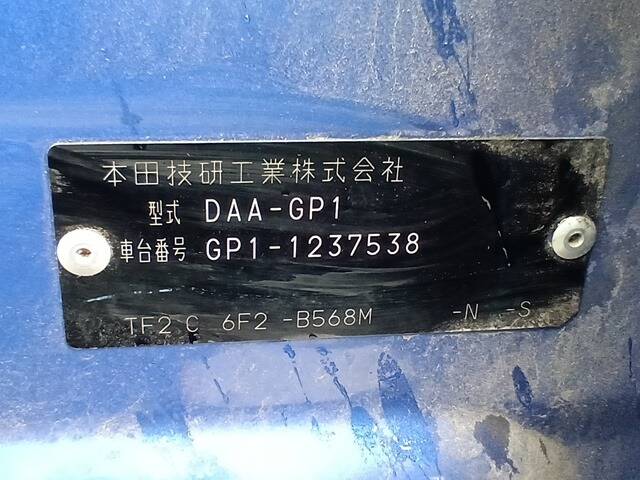 本田技研工業株式会社
型式 DAA-GP1
車台番号 GP1-1237538
TF2 C 6F2 -B568M -N -S